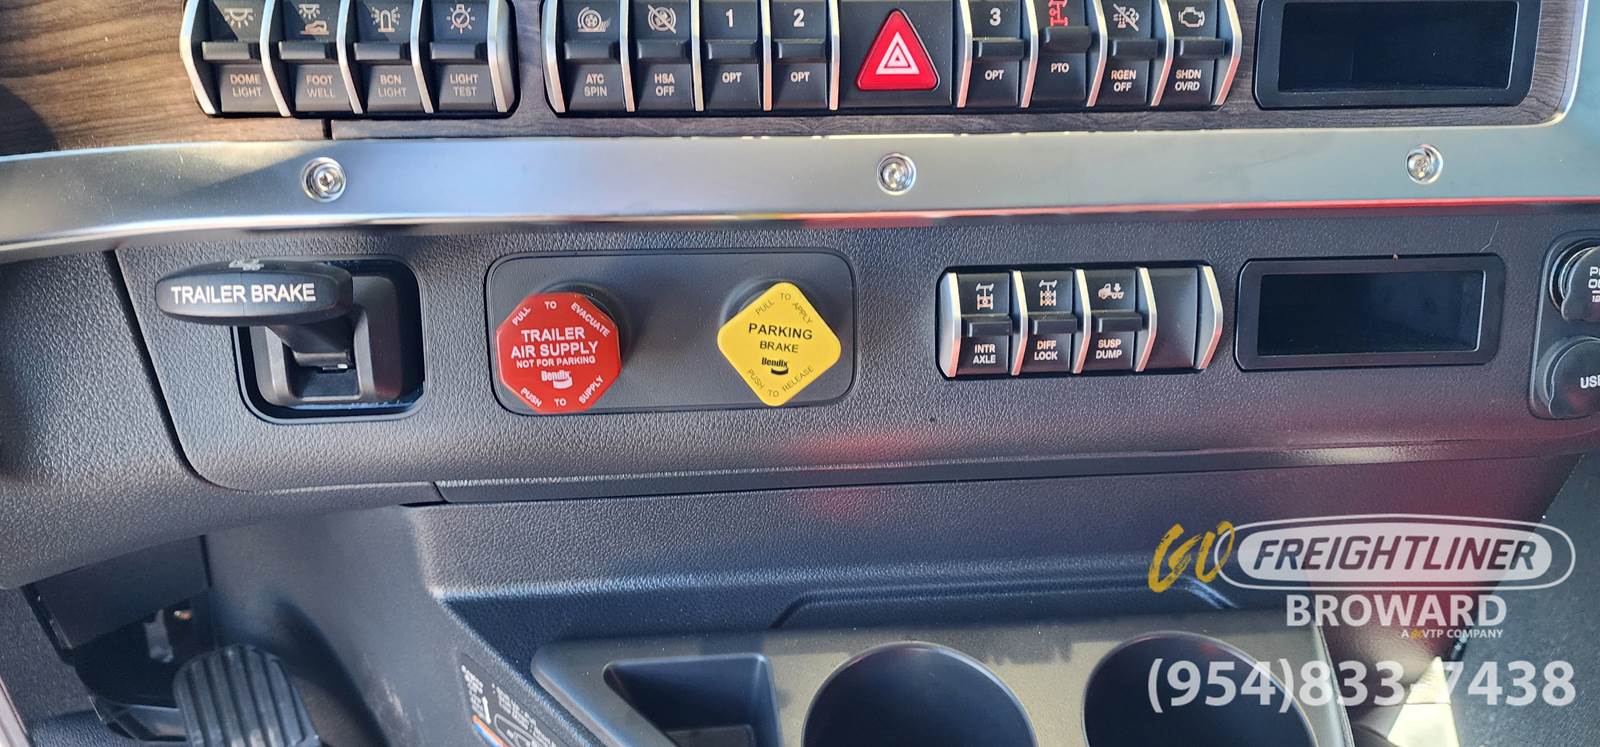 DOME
LIGHT
FOOT
WELL
BCN
LIGHT
LIGHT
TEST
ATC
SPIN
HSA
OFF
1
OPT
2
OPT
3
OPT
PTO
RGEN
OFF
SHDN
OVRD
TRAILER BRAKE
PULL TO EVACUATE
TRAILER
AIR SUPPLY
NOT FOR PARKING
Bendix
PUSH TO SUPPLY
PULL TO APPLY
PARKING
BRAKE
Bendix
PUSH TO RELEASE
INTR
AXLE
DIFF
LOCK
SUSP
DUMP
FREIGHTLINER
BROWARD
A VTP COMPANY
(954)833-7438